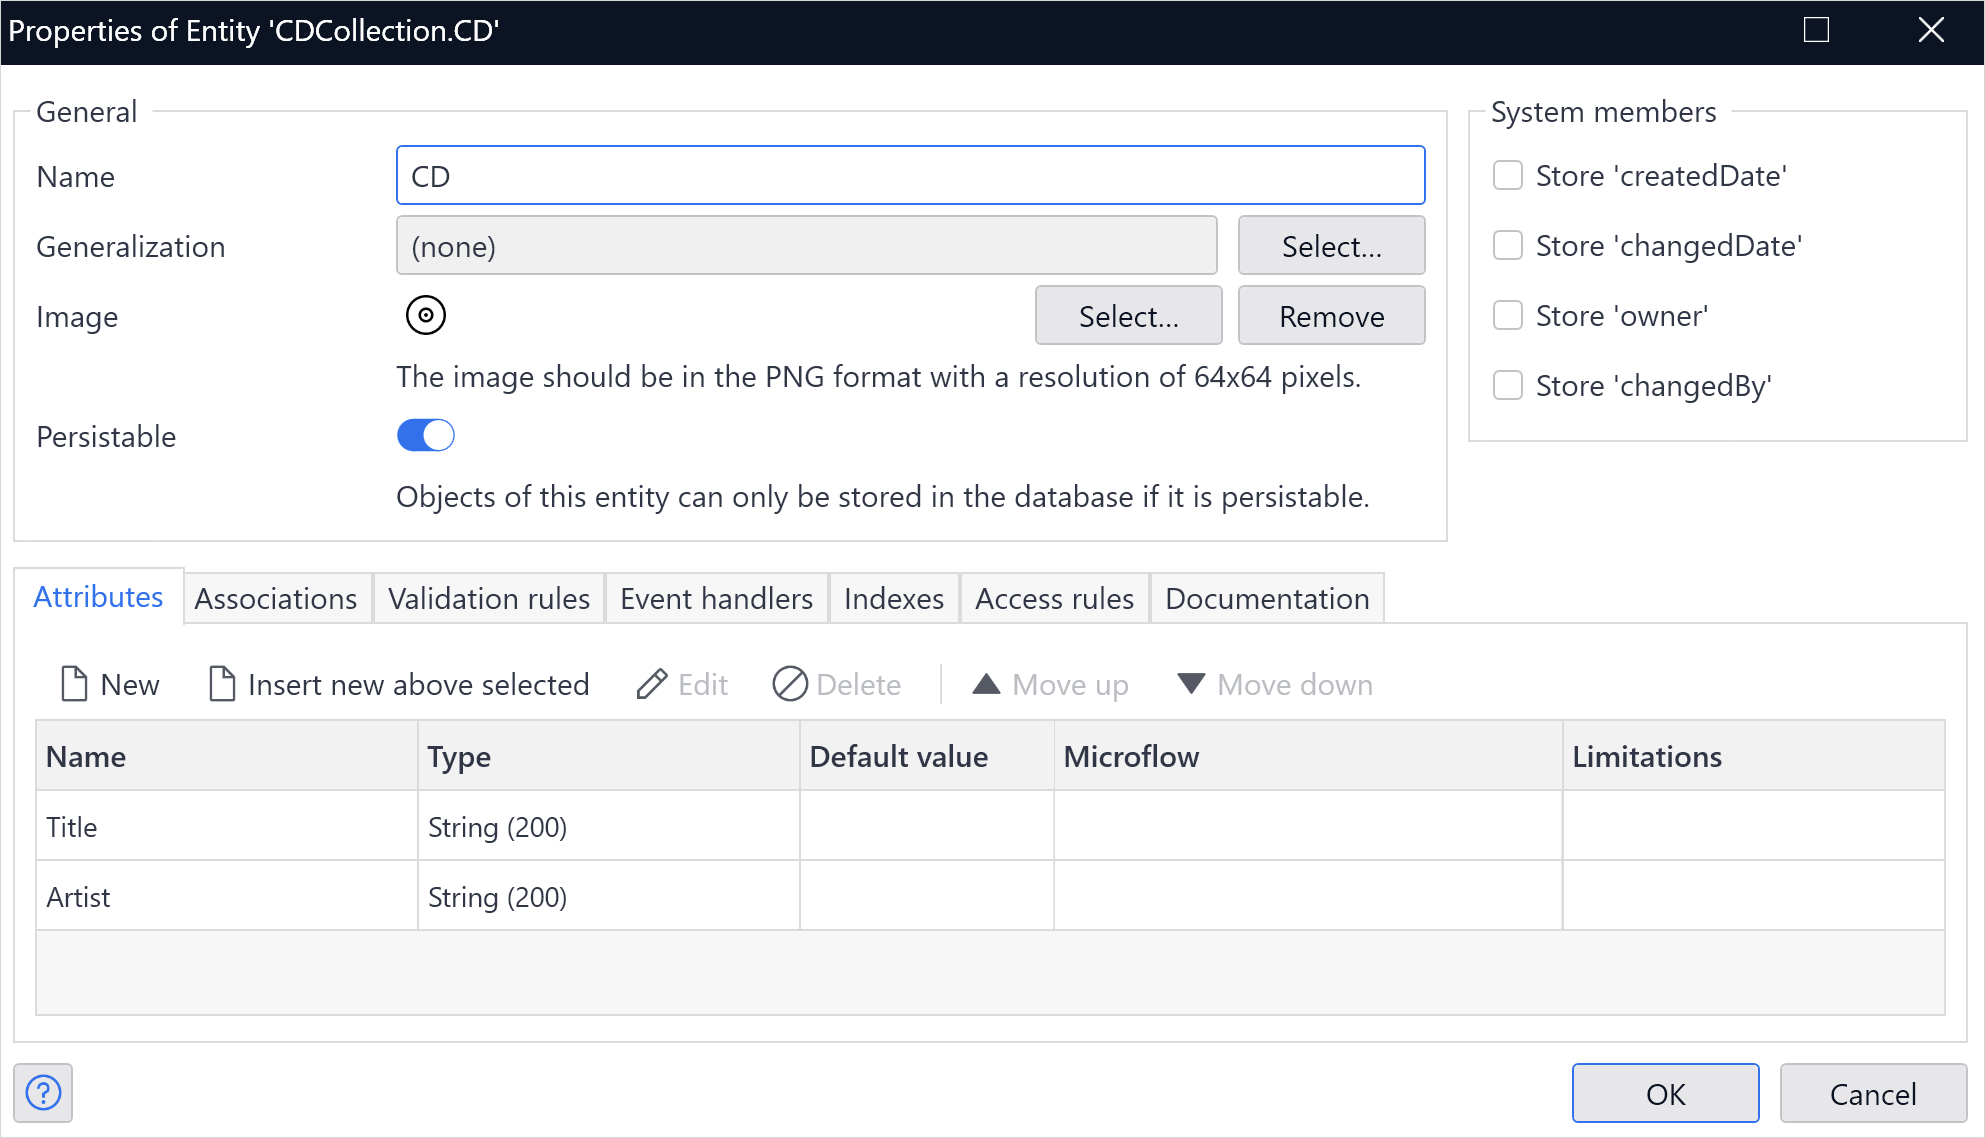 Properties of Entity 'CDCollection.CD'
General
Name
CD
Generalization
(none)
Select...
Image
Select...
Remove
The image should be in the PNG format with a resolution of 64x64 pixels.
Persistable
Objects of this entity can only be stored in the database if it is persistable.
System members
Store 'createdDate'
Store 'changedDate'
Store 'owner'
Store 'changedBy'
Attributes
Associations
Validation rules
Event handlers
Indexes
Access rules
Documentation
New
Insert new above selected
Edit
Delete
Move up
Move down
Name
Type
Default value
Microflow
Limitations
Title
String (200)
Artist
String (200)
?
OK
Cancel